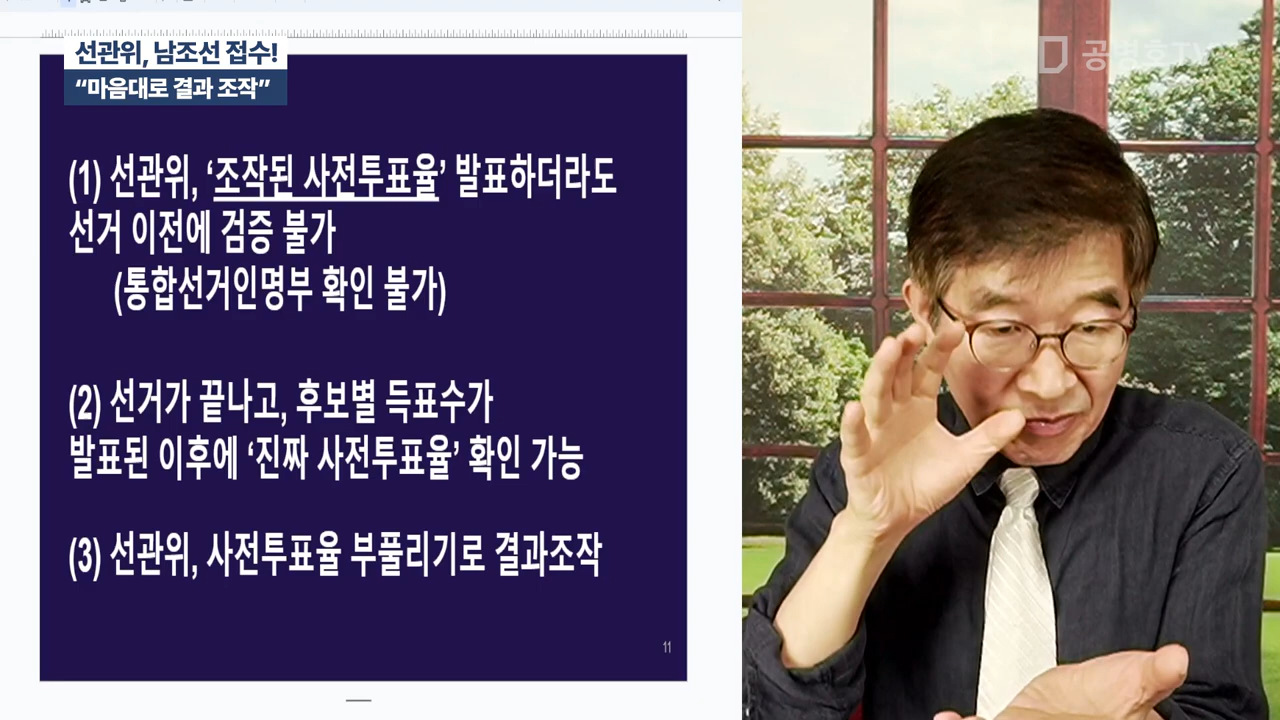 선관위, 남조선 접수!
“마음대로 결과 조작”
공병호TV
(1) 선관위, ‘조작된 사전투표율’ 발표하더라도
선거 이전에 검증 불가
(통합선거인명부 확인 불가)
(2) 선거가 끝나고, 후보별 득표수가
발표된 이후에 ‘진짜 사전투표율’ 확인 가능
(3) 선관위, 사전투표율 부풀리기로 결과조작
11